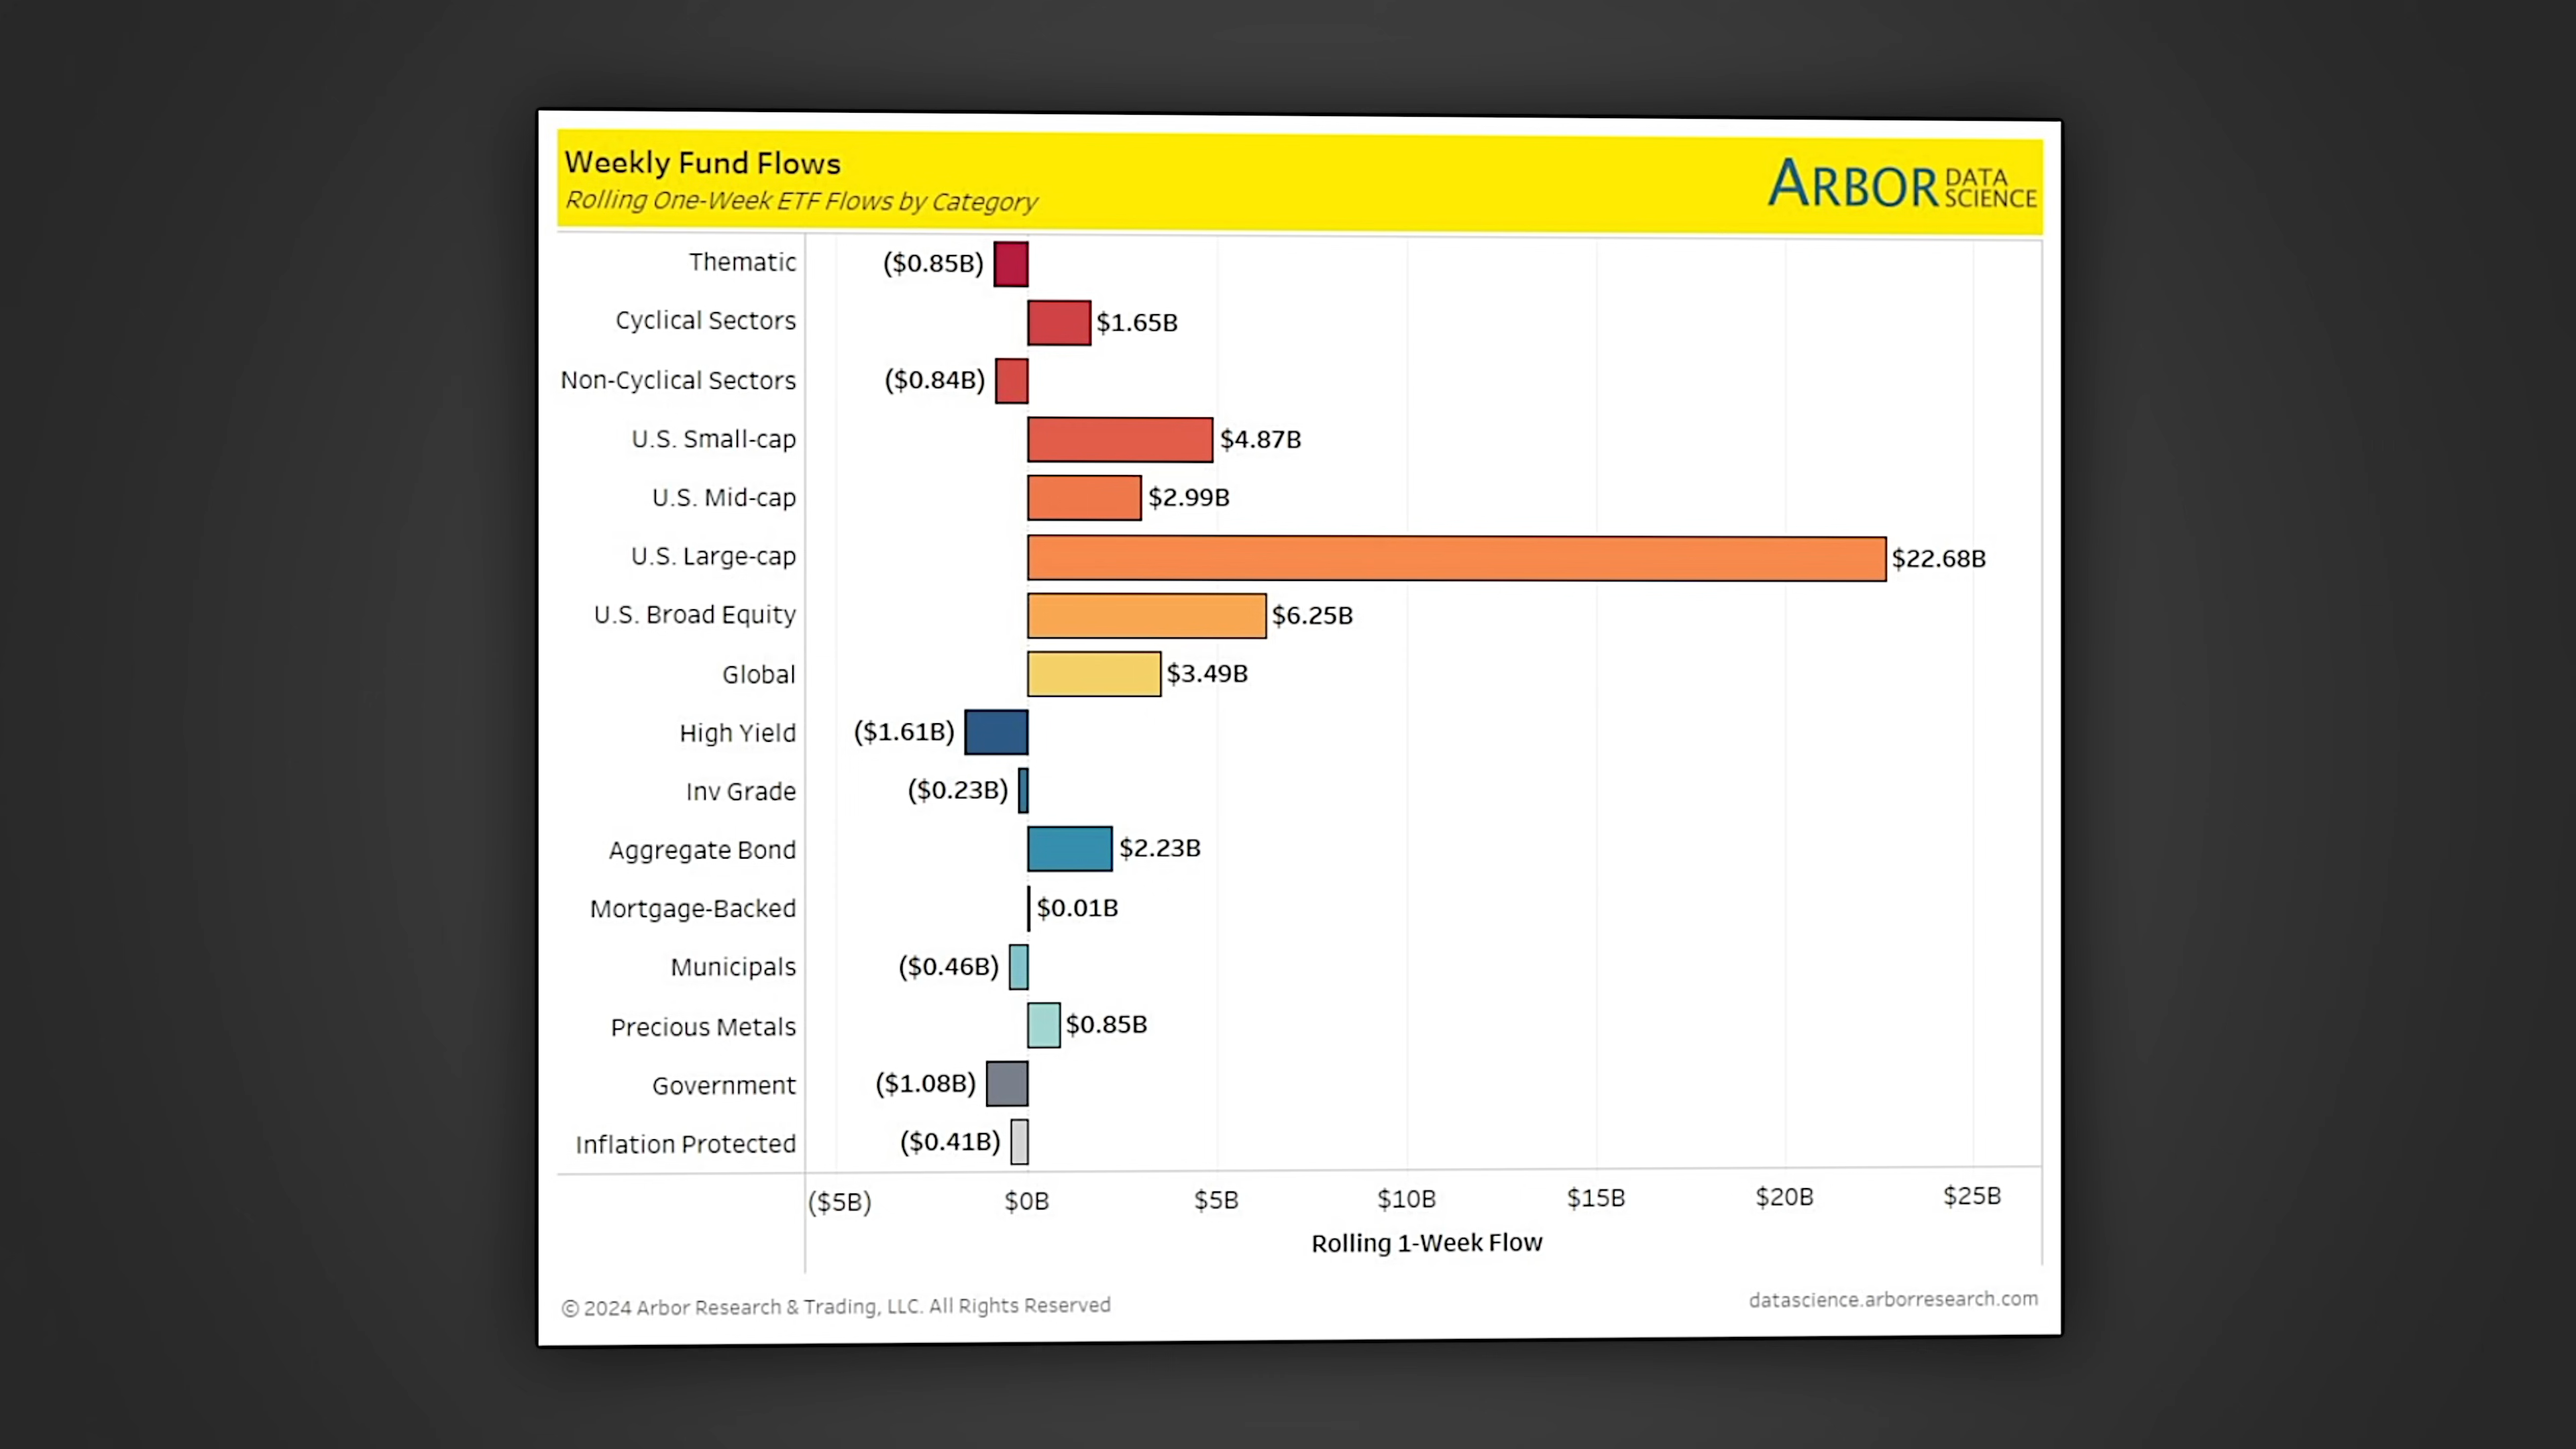 Weekly Fund Flows
Rolling One-Week ETF Flows by Category
ARBOR DATA SCIENCE
Thematic ($0.85B)
Cyclical Sectors $1.65B
Non-Cyclical Sectors ($0.84B)
U.S. Small-cap $4.87B
U.S. Mid-cap $2.99B
U.S. Large-cap $22.68B
U.S. Broad Equity $6.25B
Global $3.49B
High Yield ($1.61B)
Inv Grade ($0.23B)
Aggregate Bond $2.23B
Mortgage-Backed $0.01B
Municipals ($0.46B)
Precious Metals $0.85B
Government ($1.08B)
Inflation Protected ($0.41B)
($5B) $0B $5B $10B $15B $20B $25B
Rolling 1-Week Flow
© 2024 Arbor Research & Trading, LLC. All Rights Reserved
datascience.arborresearch.com